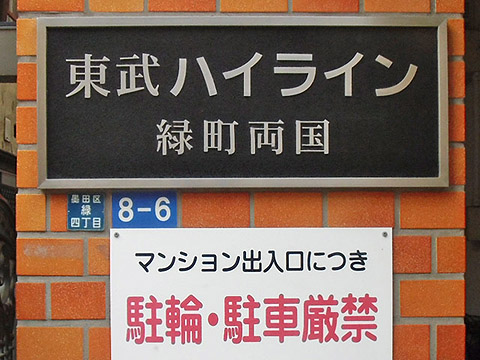 東武ハイライン
緑町両国
墨田区
緑
四丁目
8-6
マンション出入口につき
駐輪・駐車厳禁